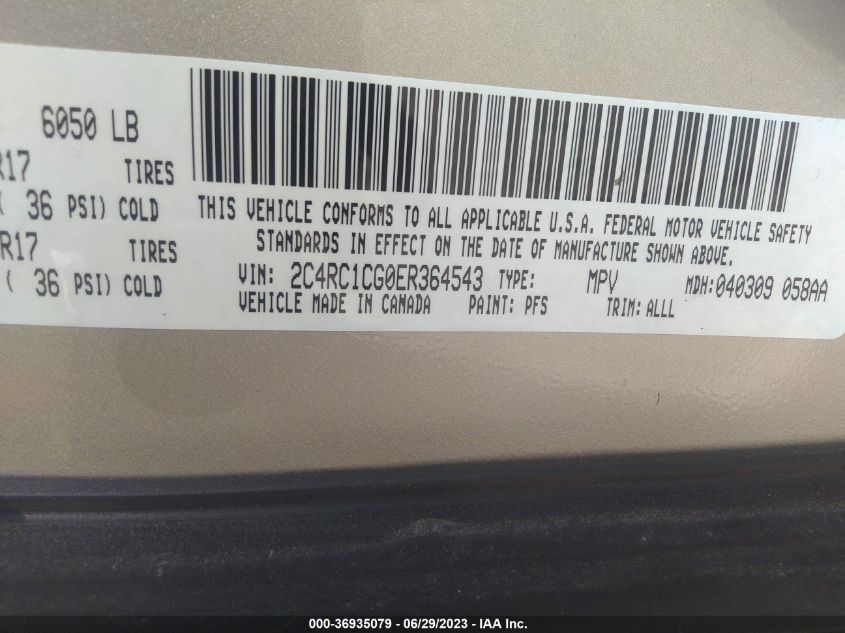 6050 LB
R17 TIRES
( 36 PSI) COLD
R17 TIRES
( 36 PSI) COLD
THIS VEHICLE CONFORMS TO ALL APPLICABLE U.S.A. FEDERAL MOTOR VEHICLE SAFETY
STANDARDS IN EFFECT ON THE DATE OF MANUFACTURE SHOWN ABOVE.
VIN: 2C4RC1CG0ER364543 TYPE: MPV MDH: 040309 058AA
VEHICLE MADE IN CANADA PAINT: PFS TRIM: ALLL
000-36935079 - 06/29/2023 - IAA Inc.